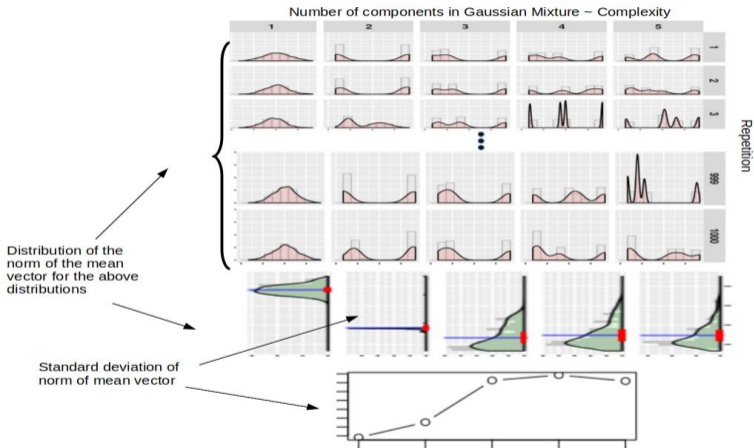 Number of components in Gaussian Mixture ~ Complexity
1 2 3 4 5
1
2
3
999
1000
Repetition
Distribution of the
norm of the mean
vector for the above
distributions
Standard deviation of
norm of mean vector